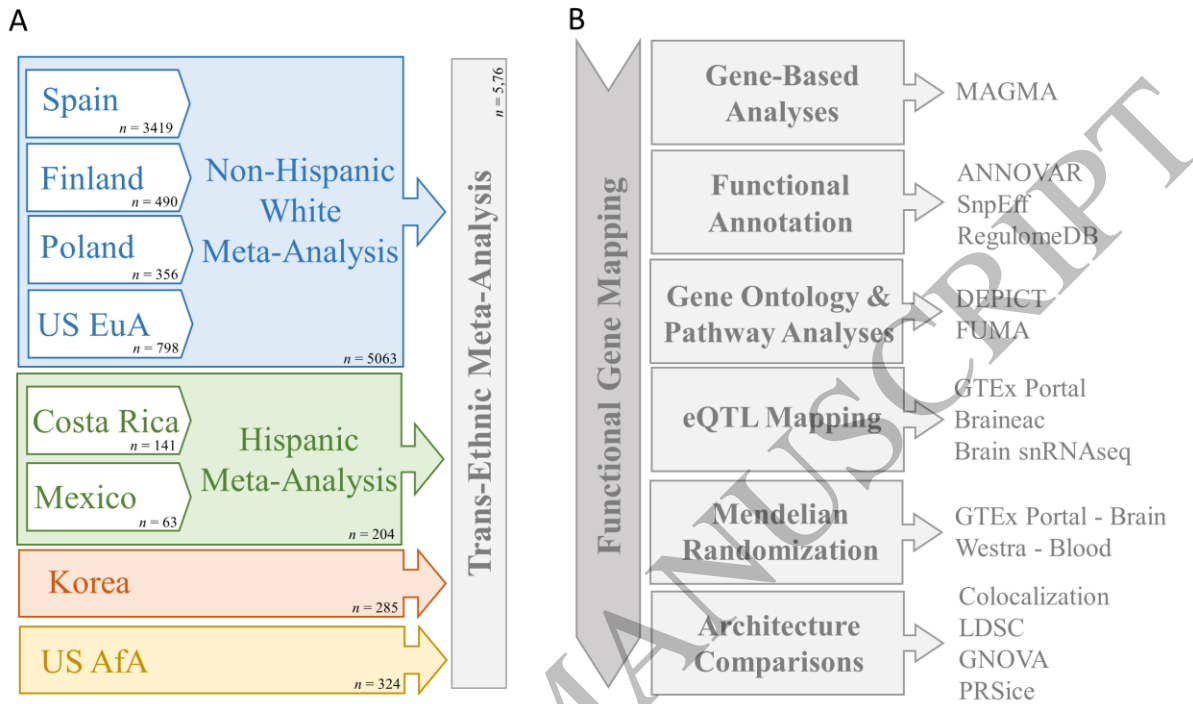 A
Spain
n = 3419
Finland
n = 490
Poland
n = 356
US EuA
n = 798
Non-Hispanic
White
Meta-Analysis
n = 5063
Costa Rica
n = 141
Mexico
n = 63
Hispanic
Meta-Analysis
n = 204
Korea
n = 285
US AfA
n = 324
Trans-Ethnic Meta-Analysis
n = 5,76
B
Functional Gene Mapping
Gene-Based
Analyses
MAGMA
Functional
Annotation
ANNOVAR
SnpEff
RegulomeDB
Gene Ontology &
Pathway Analyses
DEPICT
FUMA
eQTL Mapping
GTEx Portal
Braineac
Brain snRNAseq
Mendelian
Randomization
GTEx Portal - Brain
Westra - Blood
Architecture
Comparisons
Colocalization
LDSC
GNOVA
PRSice
MANUSCRIPT